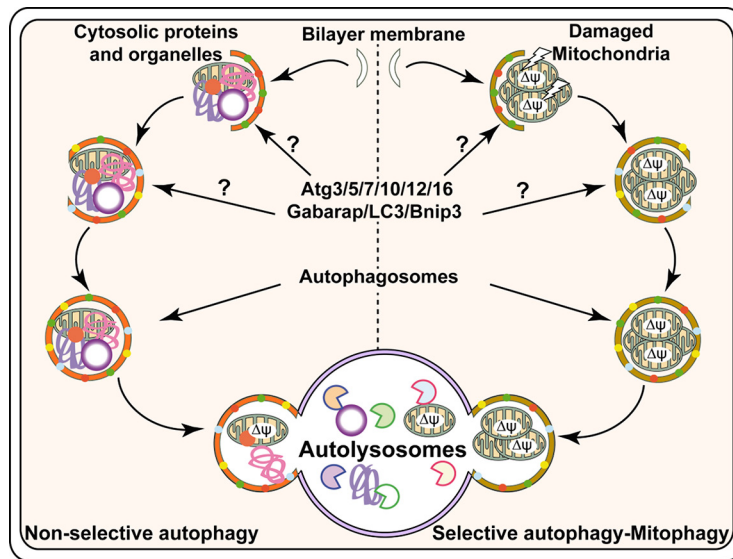 Cytosolic proteins
and organelles
Bilayer membrane
Damaged
Mitochondria
ΔΨ
ΔΨ
?
?
Atg3/5/7/10/12/16
Gabarap/LC3/Bnip3
?
?
ΔΨ
ΔΨ
Autophagosomes
ΔΨ
ΔΨ
ΔΨ
ΔΨ
ΔΨ
ΔΨ
Autolysosomes
Non-selective autophagy
Selective autophagy-Mitophagy